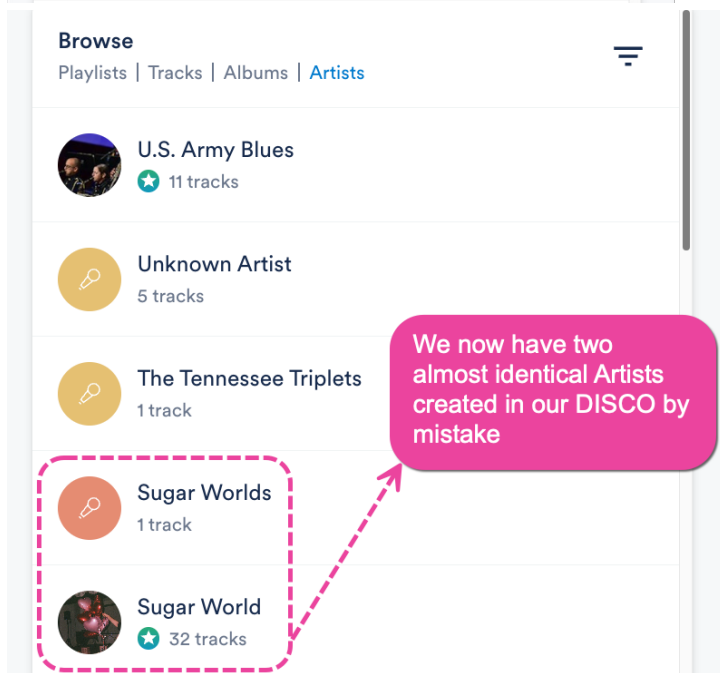 Browse
Playlists | Tracks | Albums | Artists
U.S. Army Blues
11 tracks
Unknown Artist
5 tracks
We now have two
almost identical Artists
created in our DISCO by
mistake
The Tennessee Triplets
1 track
Sugar Worlds
1 track
Sugar World
32 tracks